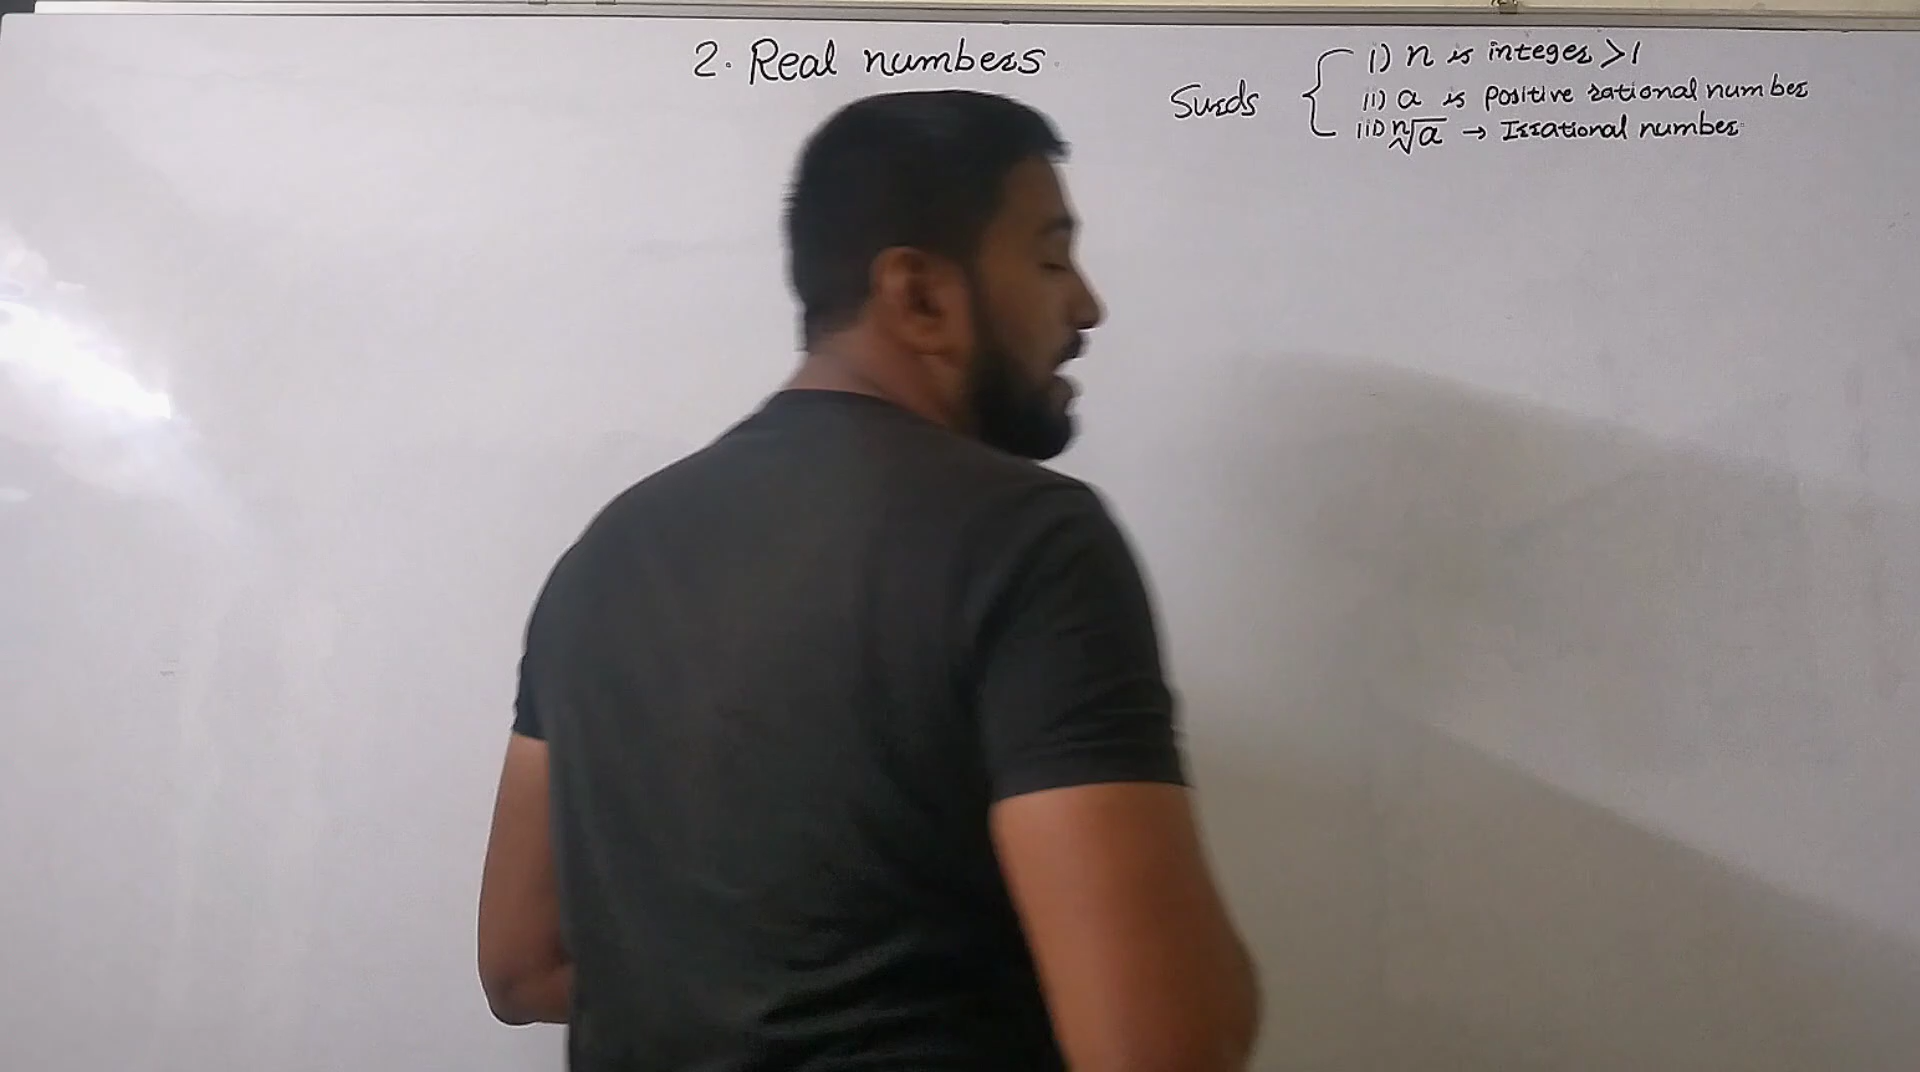 2. Real numbers
Surds { i) n is integer >1
ii) a is positive rational number
iii) ⁿ√a → Irrational number